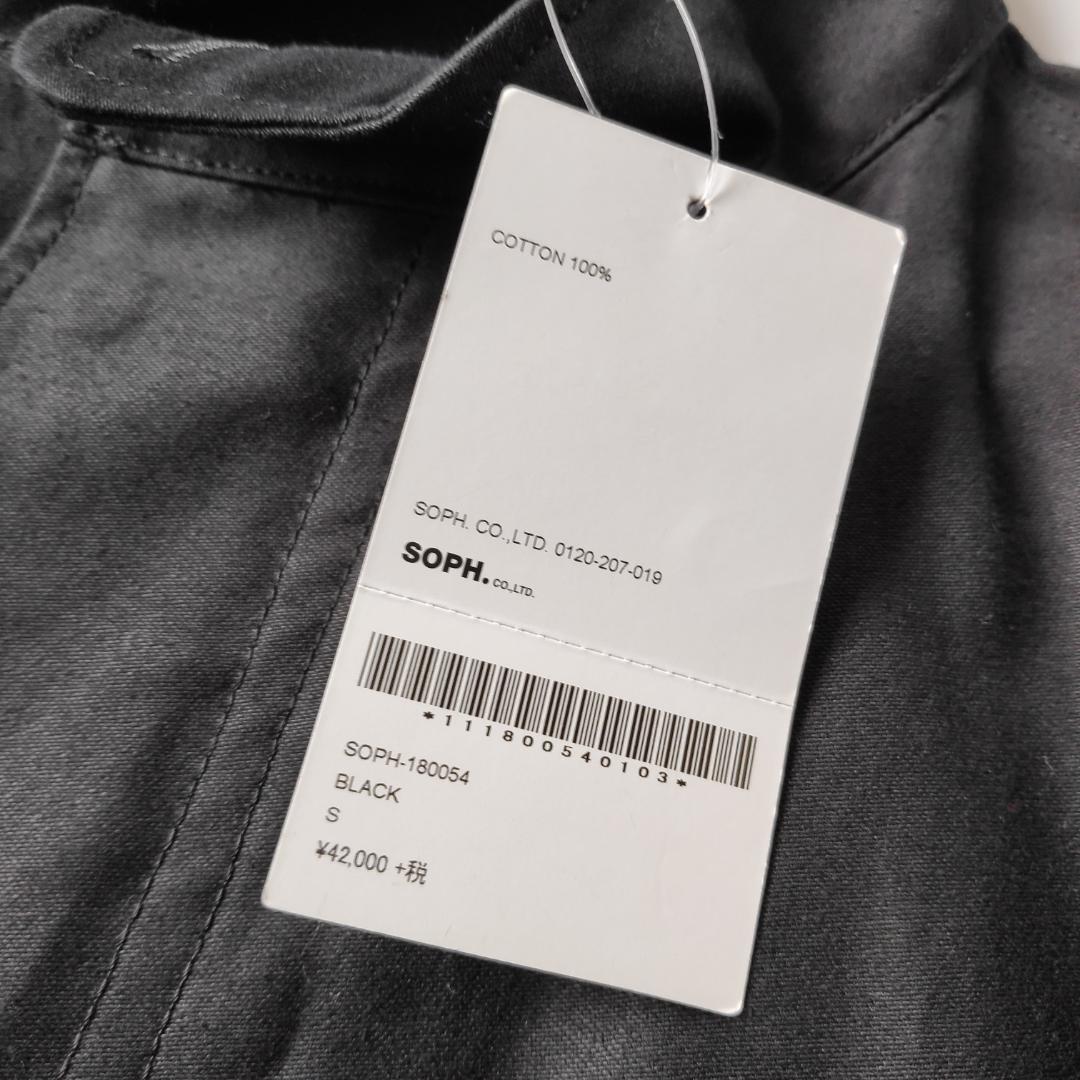 COTTON 100%
SOPH. CO.,LTD. 0120-207-019
SOPH. CO.,LTD.
*111800540103*
SOPH-180054
BLACK
S
¥42,000 +税